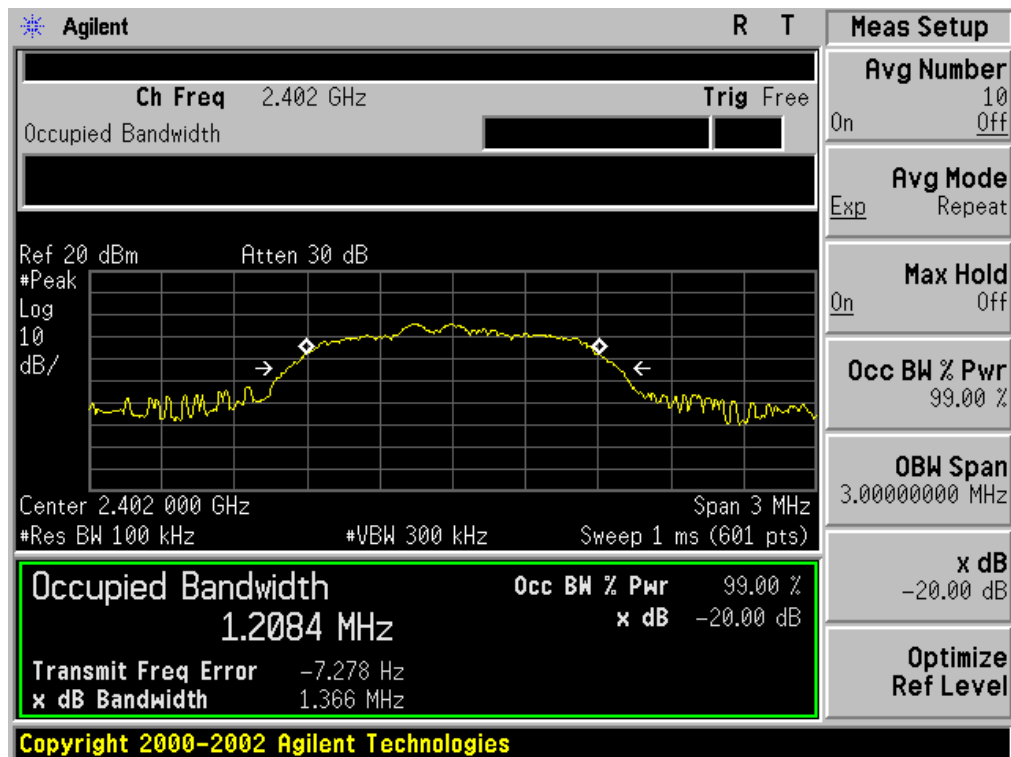 Agilent R T
Meas Setup
Ch Freq 2.402 GHz Trig Free
Occupied Bandwidth
Ref 20 dBm Atten 30 dB
#Peak
Log
10
dB/
Center 2.402 000 GHz Span 3 MHz
#Res BW 100 kHz #VBW 300 kHz Sweep 1 ms (601 pts)
Occupied Bandwidth Occ BW % Pwr 99.00 %
1.2084 MHz x dB -20.00 dB
Transmit Freq Error -7.278 Hz
x dB Bandwidth 1.366 MHz
Avg Number
10
On Off
Avg Mode
Exp Repeat
Max Hold
On Off
Occ BW % Pwr
99.00 %
OBW Span
3.00000000 MHz
x dB
-20.00 dB
Optimize
Ref Level
Copyright 2000-2002 Agilent Technologies